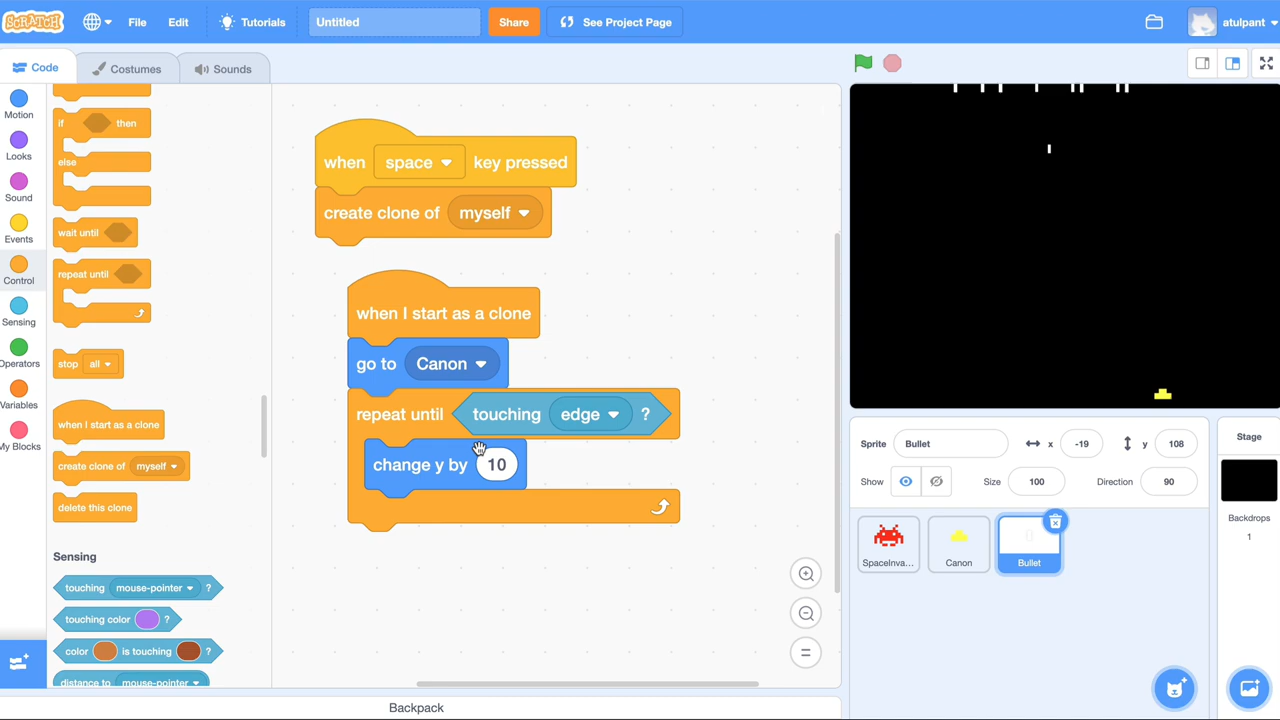 SCRATCH
File
Edit
Tutorials
Untitled
Share
See Project Page
atulpant
Code
Costumes
Sounds
Motion
Looks
Sound
Events
Control
Sensing
Operators
Variables
My Blocks
if then
else
wait until
repeat until
stop all
when I start as a clone
create clone of myself
delete this clone
Sensing
touching mouse-pointer ?
touching color ?
color is touching ?
distance to mouse-pointer
when space key pressed
create clone of myself
when I start as a clone
go to Canon
repeat until touching edge ?
change y by 10
Sprite Bullet x -19 y 108
Show Size 100 Direction 90
SpaceInva...
Canon
Bullet
Stage
Backdrops
1
Backpack